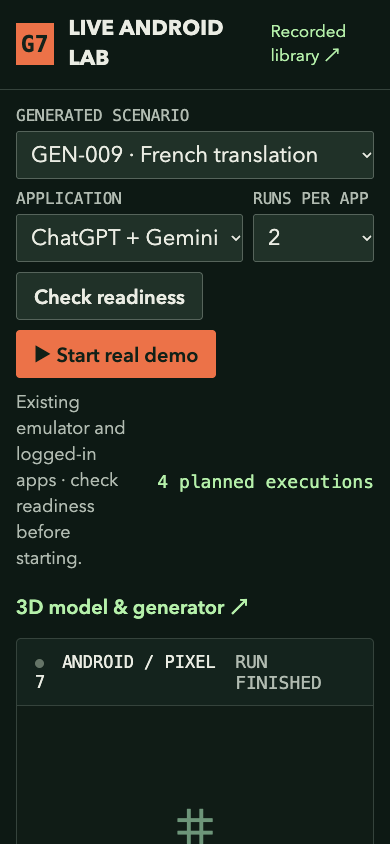 G7
LIVE ANDROID
LAB
Recorded
library ↗
GENERATED SCENARIO
GEN-009 · French translation
APPLICATION
RUNS PER APP
ChatGPT + Gemini
2
Check readiness
▶ Start real demo
Existing
emulator and
logged-in
apps · check
readiness
before
starting.
4 planned executions
3D model & generator ↗
● ANDROID / PIXEL
7
RUN
FINISHED
#